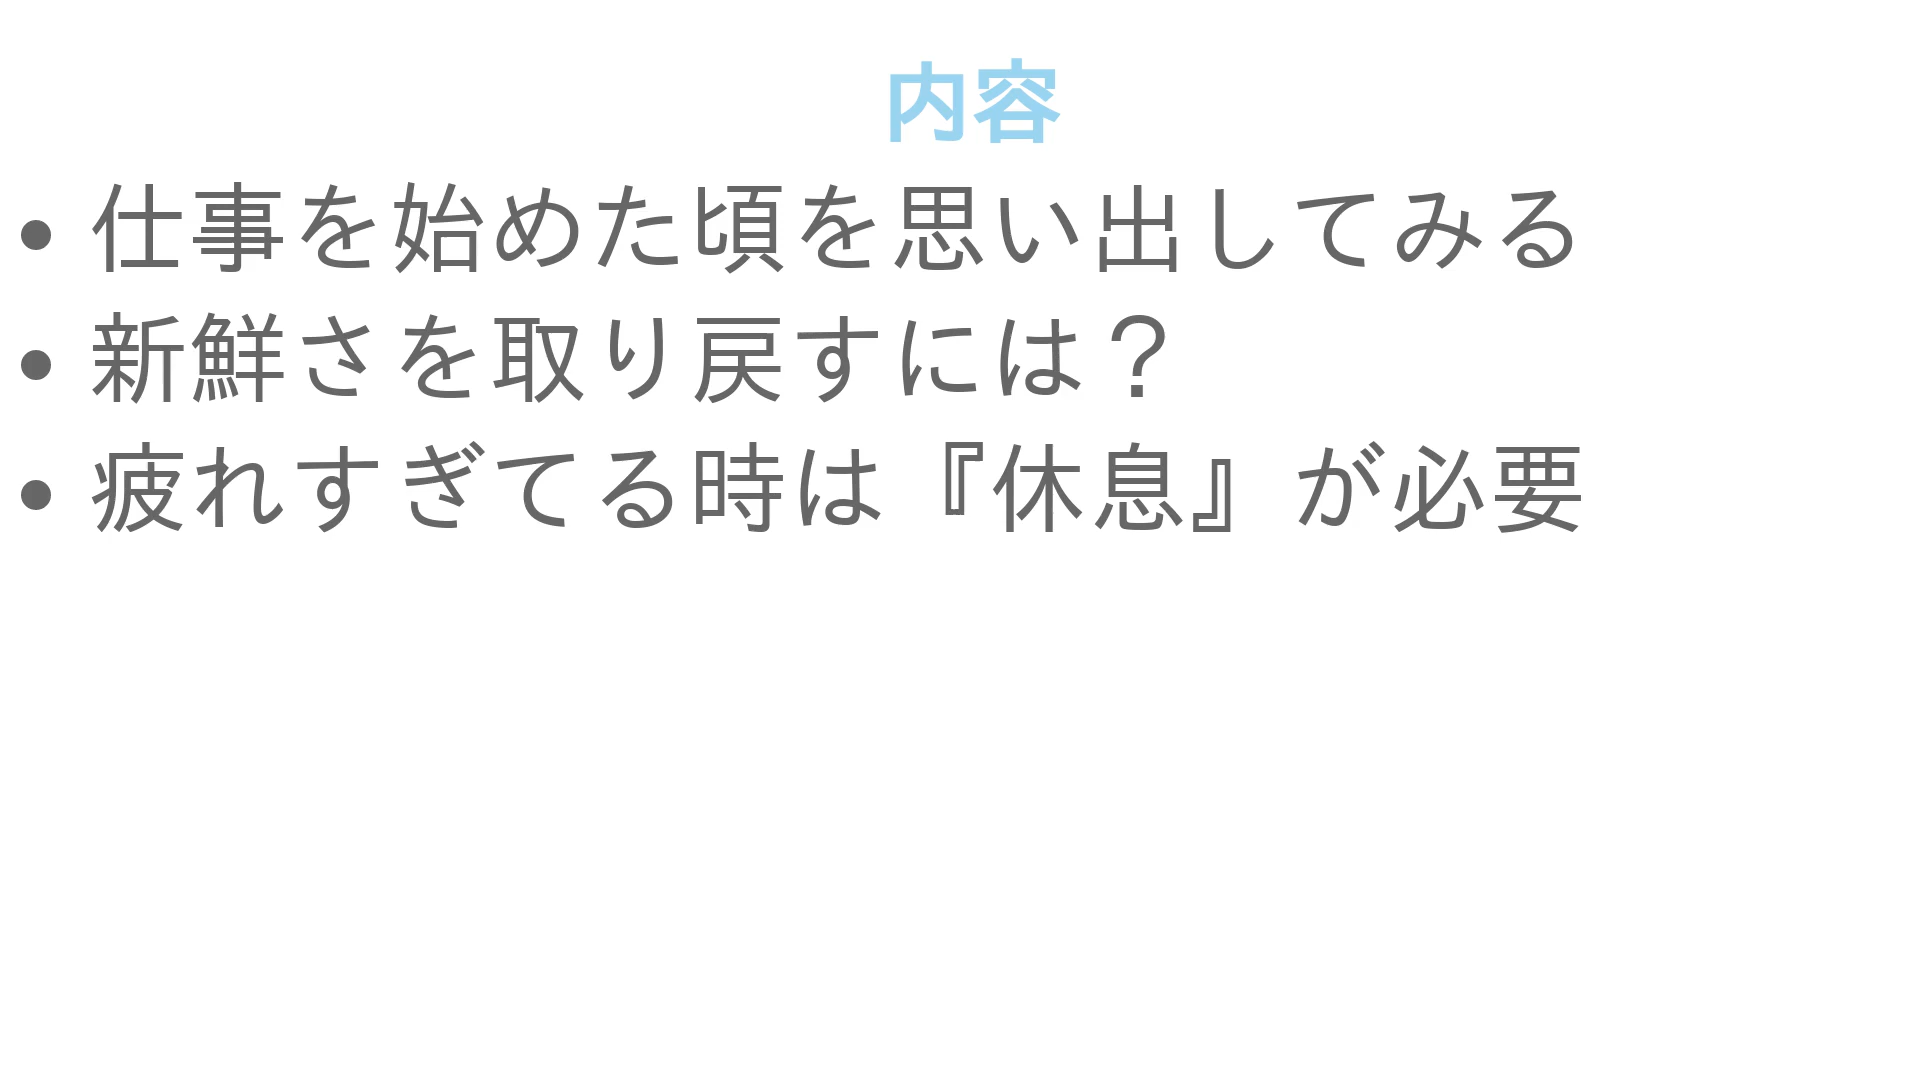 内容
• 仕事を始めた頃を思い出してみる
• 新鮮さを取り戻すには？
• 疲れすぎてる時は『休息』が必要